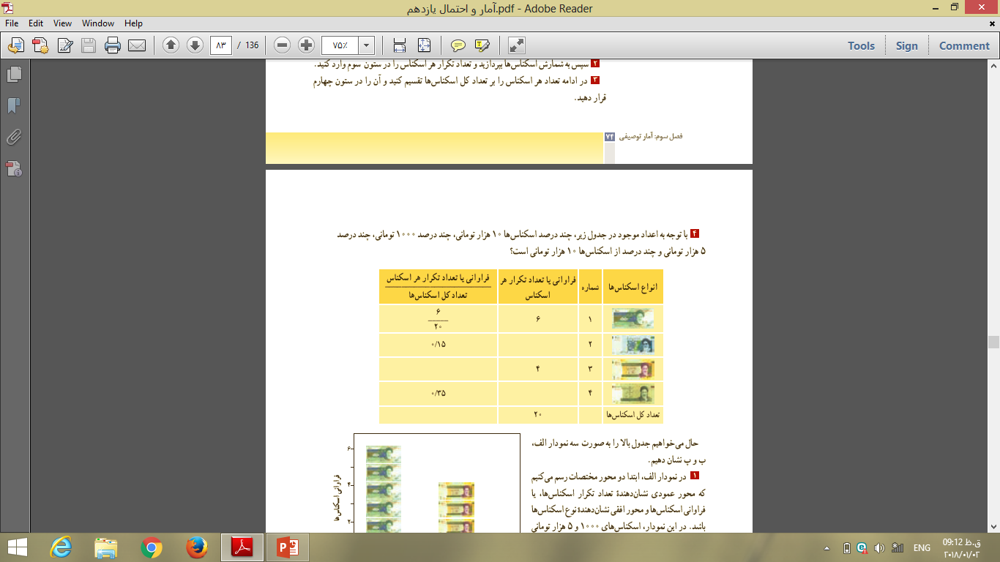 آمار و احتمال یازدهم.pdf - Adobe Reader
File Edit View Window Help
۸۳ / 136
۷۵٪
Tools Sign Comment
۲ سپس به شمارش اسکناس‌ها بپردازید و تعداد تکرار هر اسکناس را در ستون سوم وارد کنید.
۳ در ادامه تعداد هر اسکناس را بر تعداد کل اسکناس‌ها تقسیم کنید و آن را در ستون چهارم
قرار دهید.
فصل سوم: آمار توصیفی ۷۴
۴ با توجه به اعداد موجود در جدول زیر، چند درصد اسکناس‌ها ۱۰ هزار تومانی، چند درصد ۱۰۰۰ تومانی، چند درصد
۵ هزار تومانی و چند درصد از اسکناس‌ها ۱۰ هزار تومانی است؟
انواع اسکناس‌ها شماره فراوانی یا تعداد تکرار هر اسکناس فراوانی یا تعداد تکرار هر اسکناس / تعداد کل اسکناس‌ها
۱ ۶ ۶/۲۰
۲ ۰/۱۵
۳ ۴
۴ ۰/۳۵
تعداد کل اسکناس‌ها ۲۰
حال می‌خواهیم جدول بالا را به صورت سه نمودار الف،
ب و پ نشان دهیم.
۱ در نمودار الف، ابتدا دو محور مختصات رسم می‌کنیم
که محور عمودی نشان‌دهندهٔ تعداد تکرار اسکناس‌ها، یا
فراوانی اسکناس‌ها و محور افقی نشان‌دهندهٔ نوع اسکناس‌ها
باشد. در این نمودار، اسکناس‌های ۱۰۰۰ و ۵ هزار تومانی
۶
۴
۲
فراوانی اسکناس ها
ENG
09:12 ق.ظ
۲۰۱۸/۰۱/۰۲